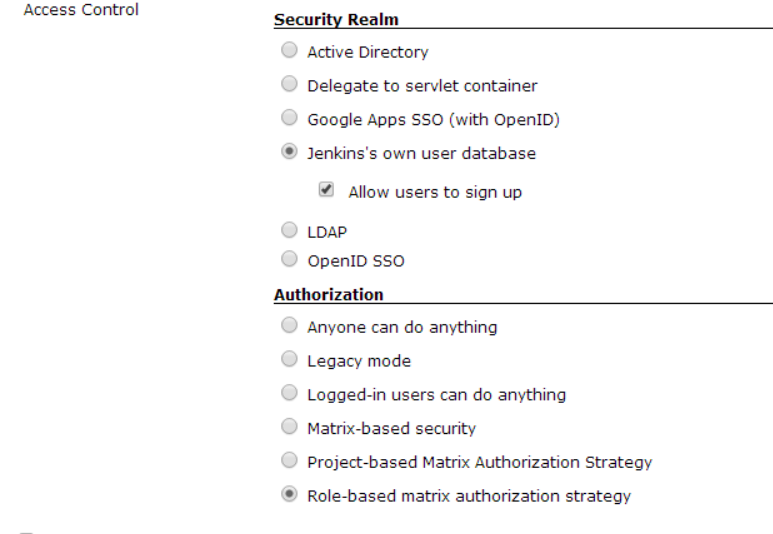 Access Control
Security Realm
Active Directory
Delegate to servlet container
Google Apps SSO (with OpenID)
Jenkins's own user database
Allow users to sign up
LDAP
OpenID SSO
Authorization
Anyone can do anything
Legacy mode
Logged-in users can do anything
Matrix-based security
Project-based Matrix Authorization Strategy
Role-based matrix authorization strategy